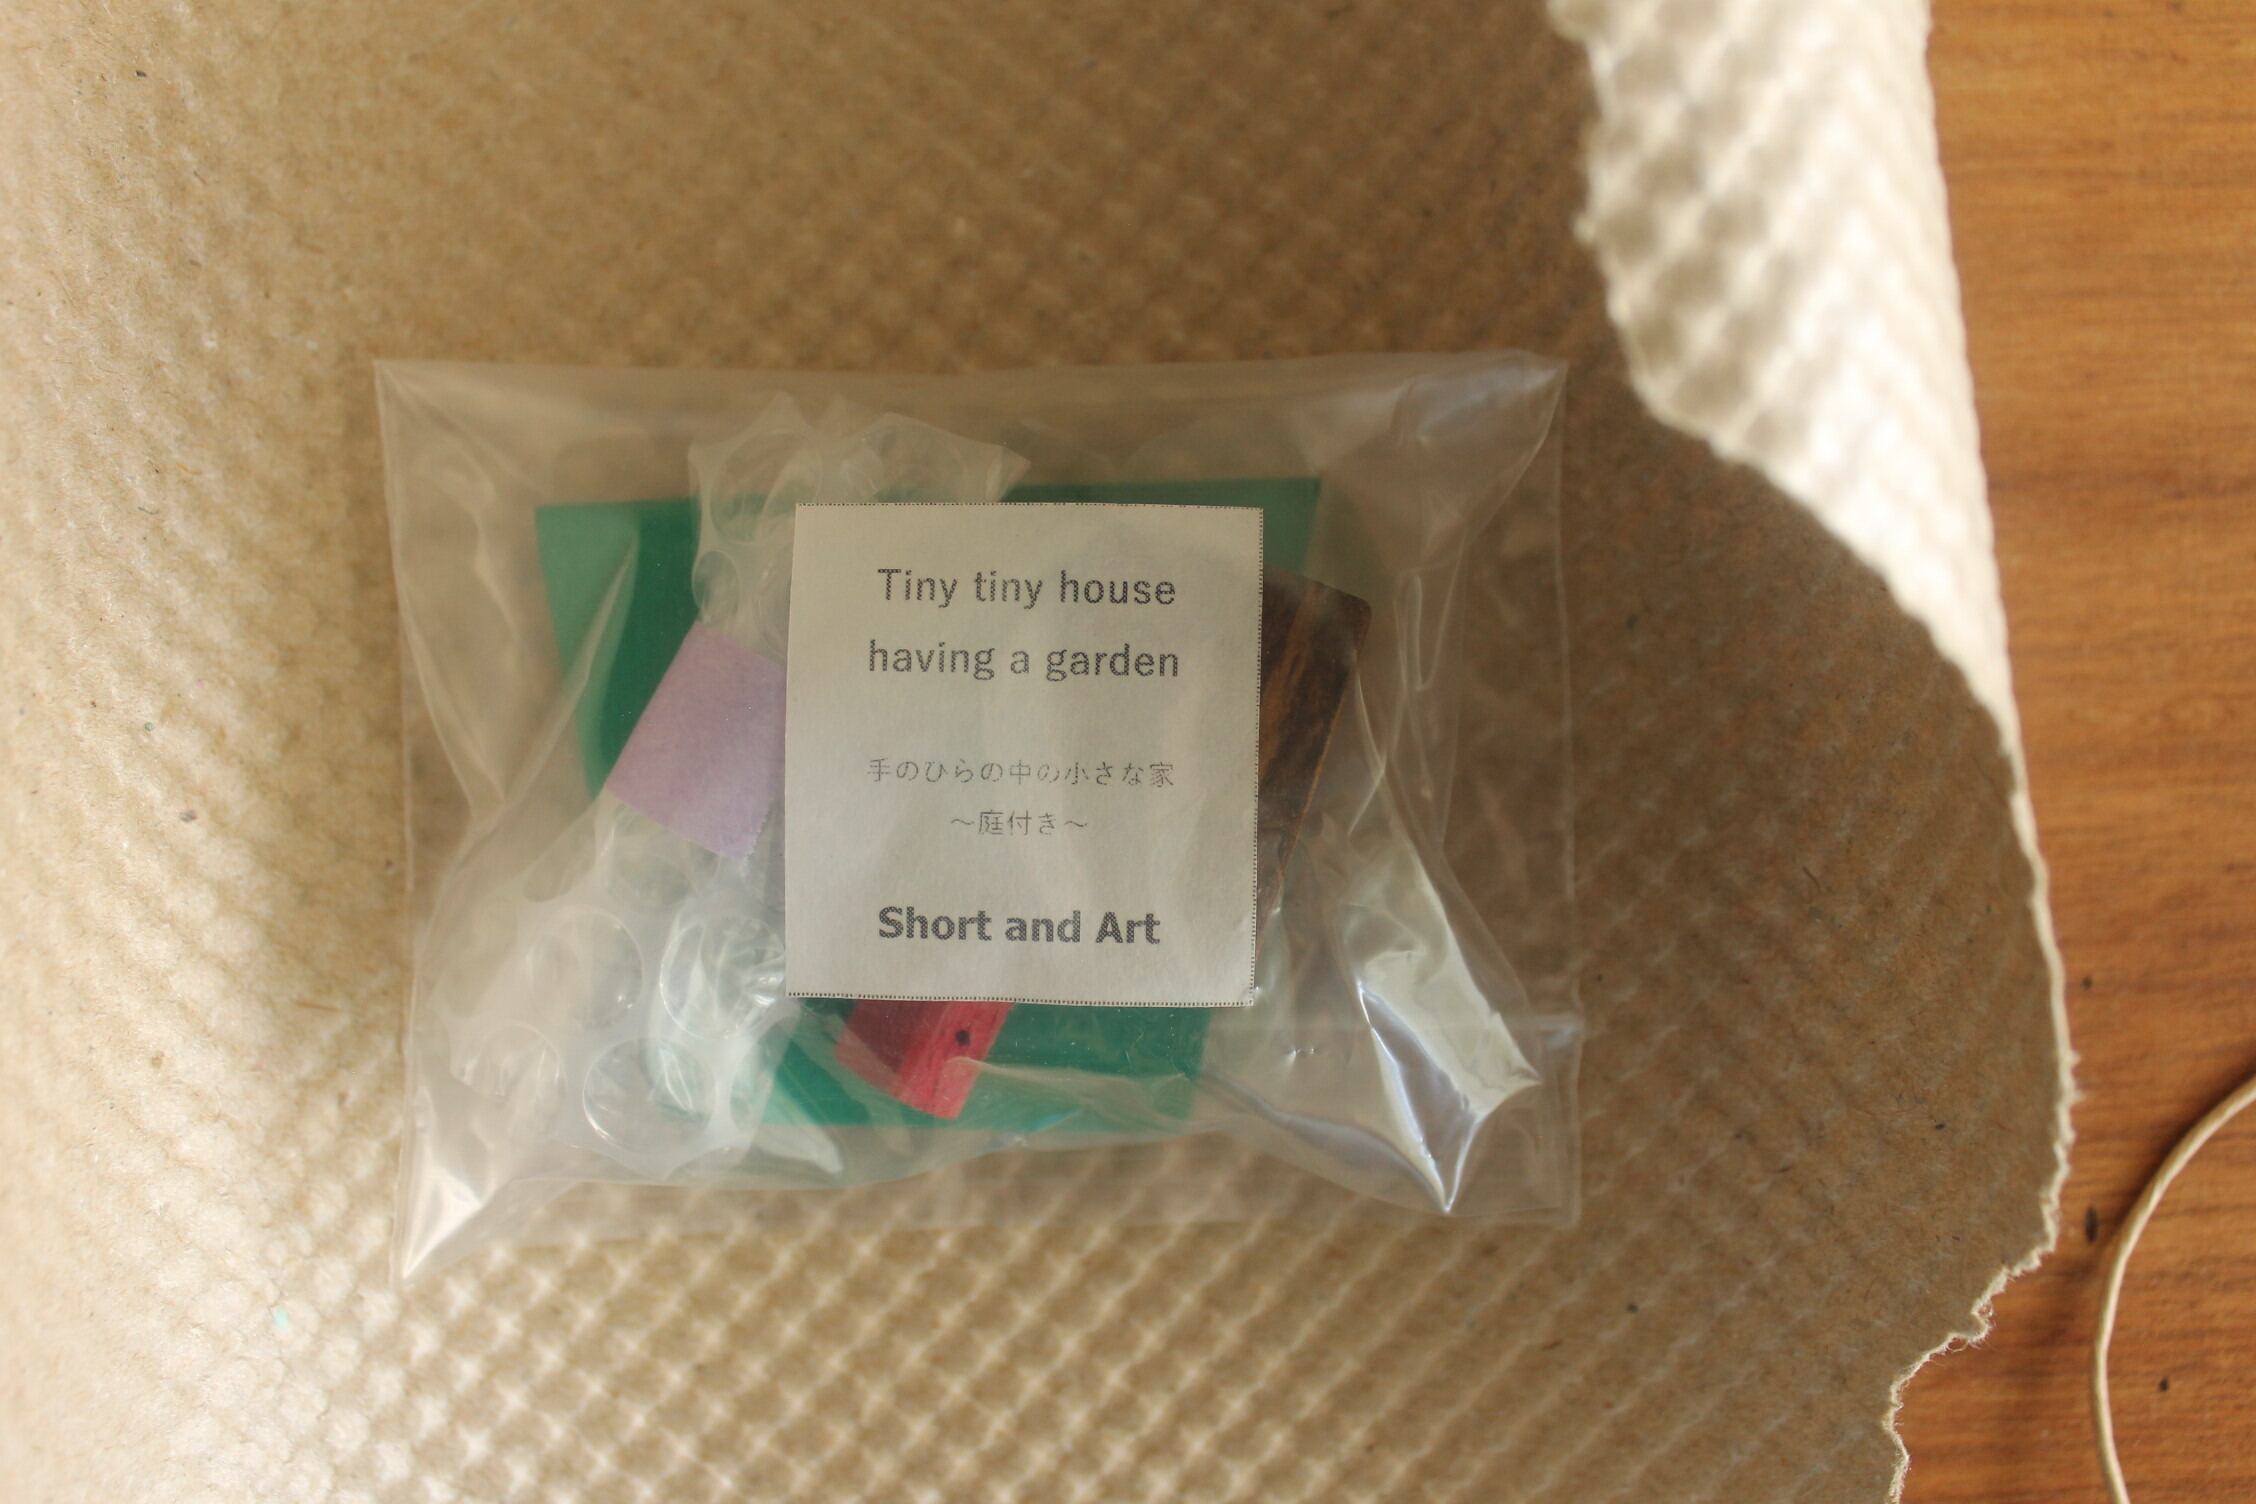 Tiny tiny house
having a garden
手のひらの中の小さな家
～庭付き～
Short and Art